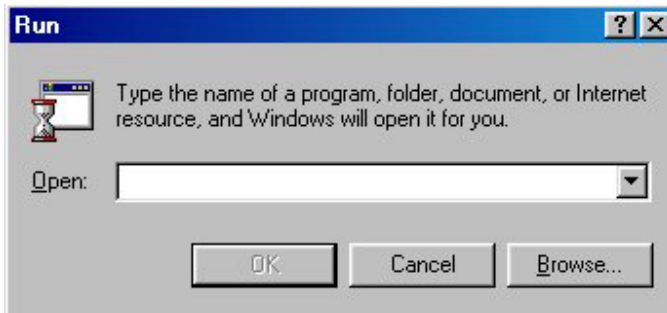 Run
Type the name of a program, folder, document, or Internet
resource, and Windows will open it for you.
Open:
OK Cancel Browse...